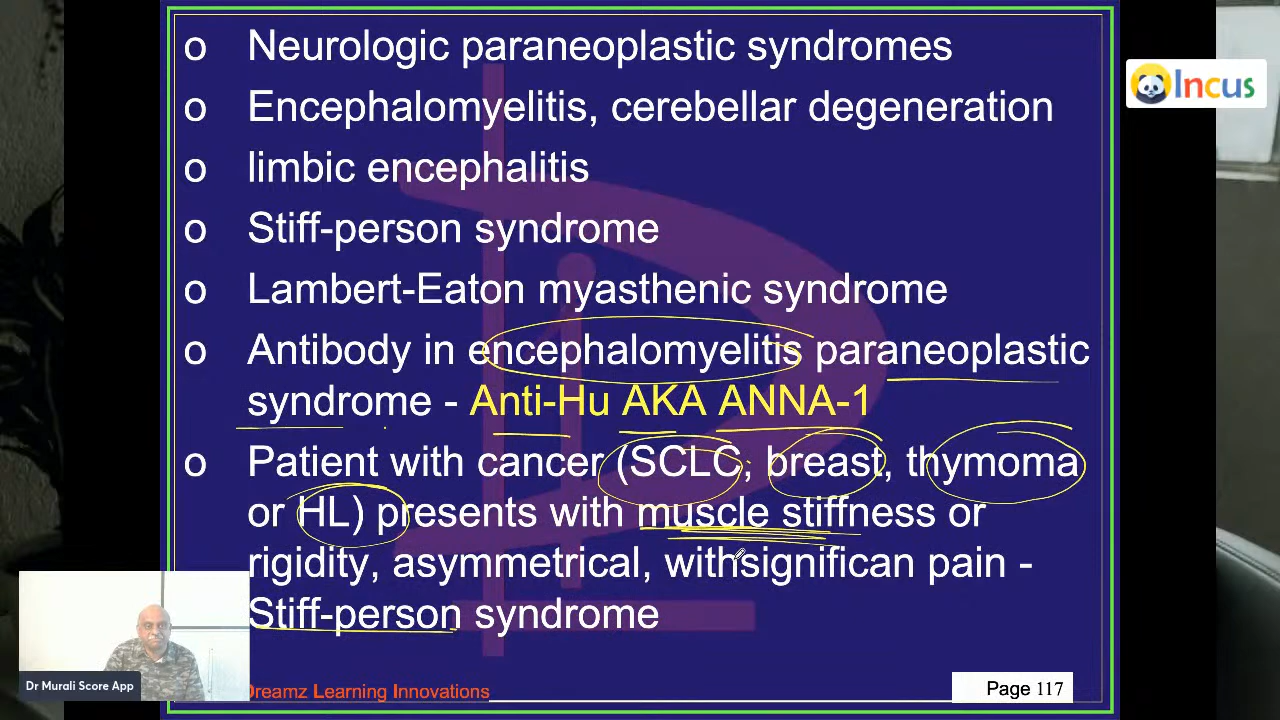 o Neurologic paraneoplastic syndromes
o Encephalomyelitis, cerebellar degeneration
o limbic encephalitis
o Stiff-person syndrome
o Lambert-Eaton myasthenic syndrome
o Antibody in encephalomyelitis paraneoplastic
syndrome - Anti-Hu AKA ANNA-1
o Patient with cancer (SCLC, breast, thymoma
or HL) presents with muscle stiffness or
rigidity, asymmetrical, withsignifican pain -
Stiff-person syndrome
Dreamz Learning Innovations
Page 117
Incus
Dr Murali Score App